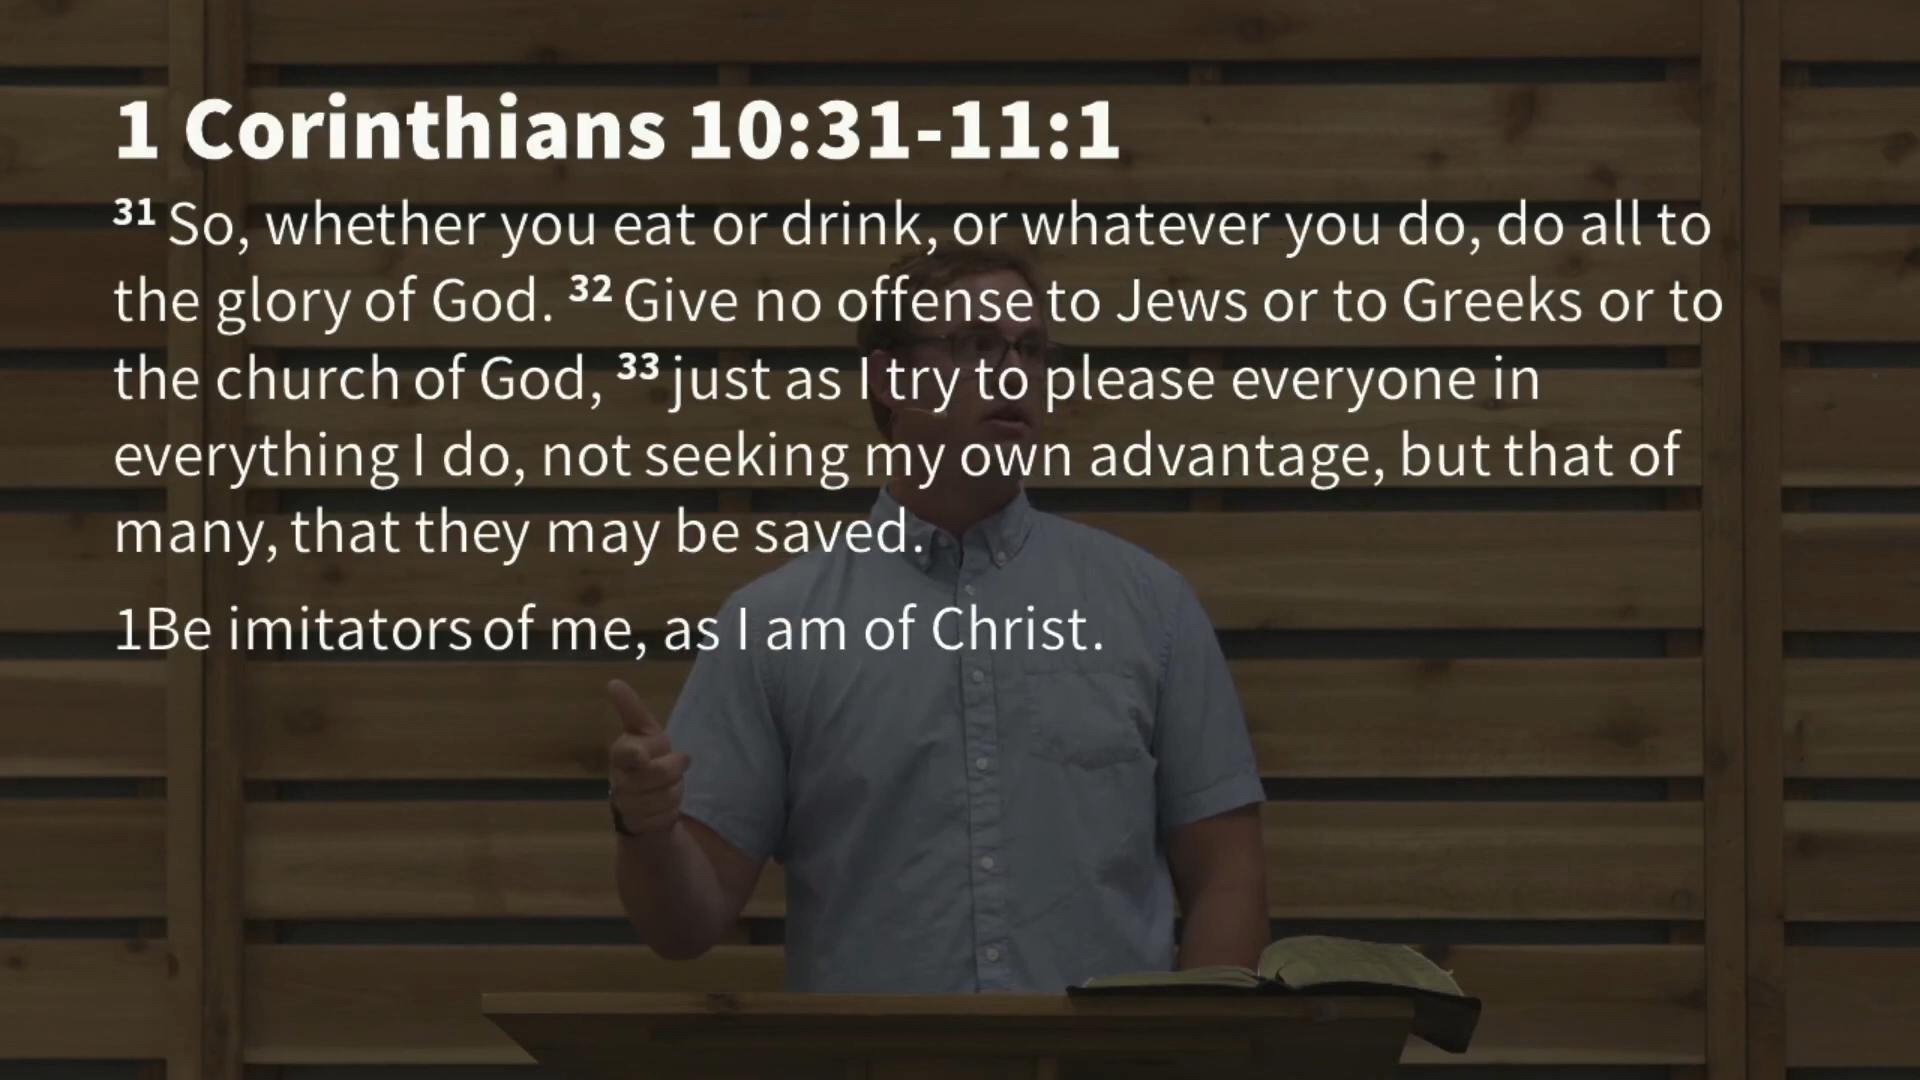 1 Corinthians 10:31-11:1
31 So, whether you eat or drink, or whatever you do, do all to
the glory of God. 32 Give no offense to Jews or to Greeks or to
the church of God, 33 just as I try to please everyone in
everything I do, not seeking my own advantage, but that of
many, that they may be saved.
1Be imitators of me, as I am of Christ.